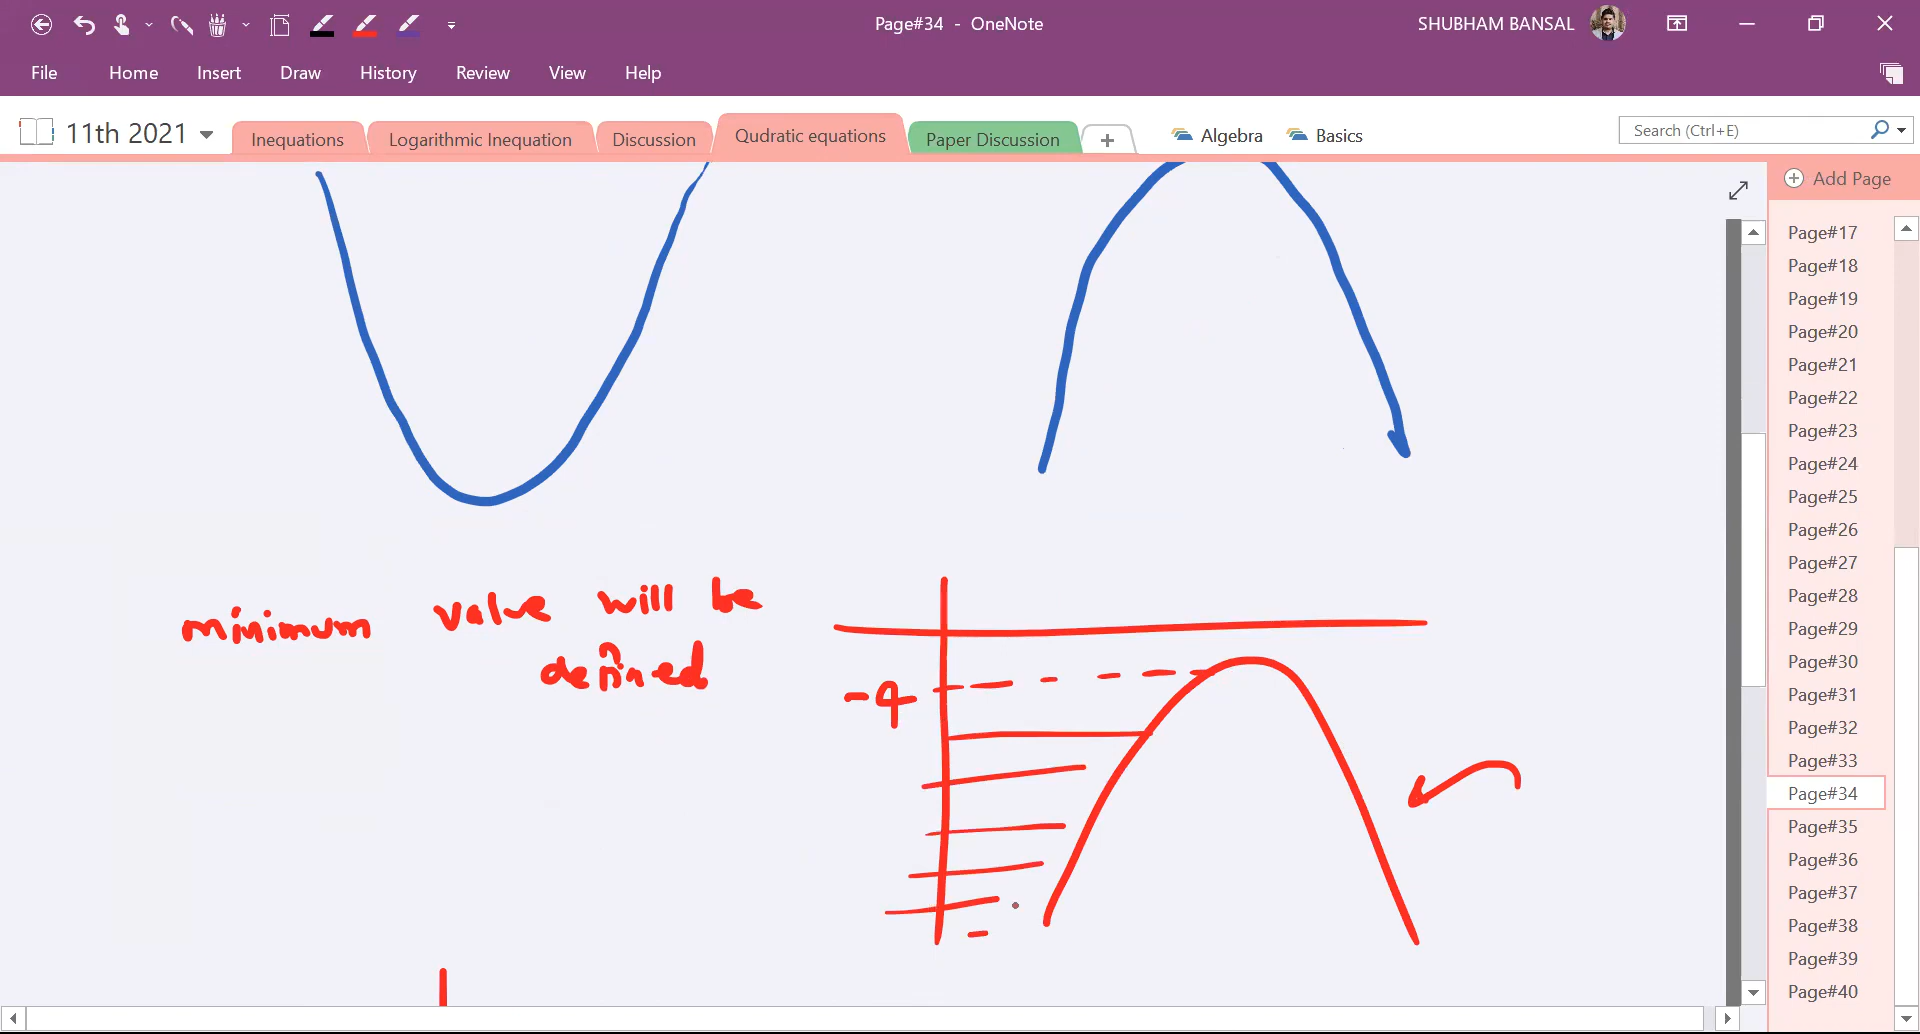 Page#34 - OneNote
SHUBHAM BANSAL
File Home Insert Draw History Review View Help
11th 2021
Inequations
Logarithmic Inequation
Discussion
Qudratic equations
Paper Discussion
Algebra
Basics
Search (Ctrl+E)
Add Page
Page#17
Page#18
Page#19
Page#20
Page#21
Page#22
Page#23
Page#24
Page#25
Page#26
Page#27
Page#28
Page#29
Page#30
Page#31
Page#32
Page#33
Page#34
Page#35
Page#36
Page#37
Page#38
Page#39
Page#40
minimum value will be
defined
-4